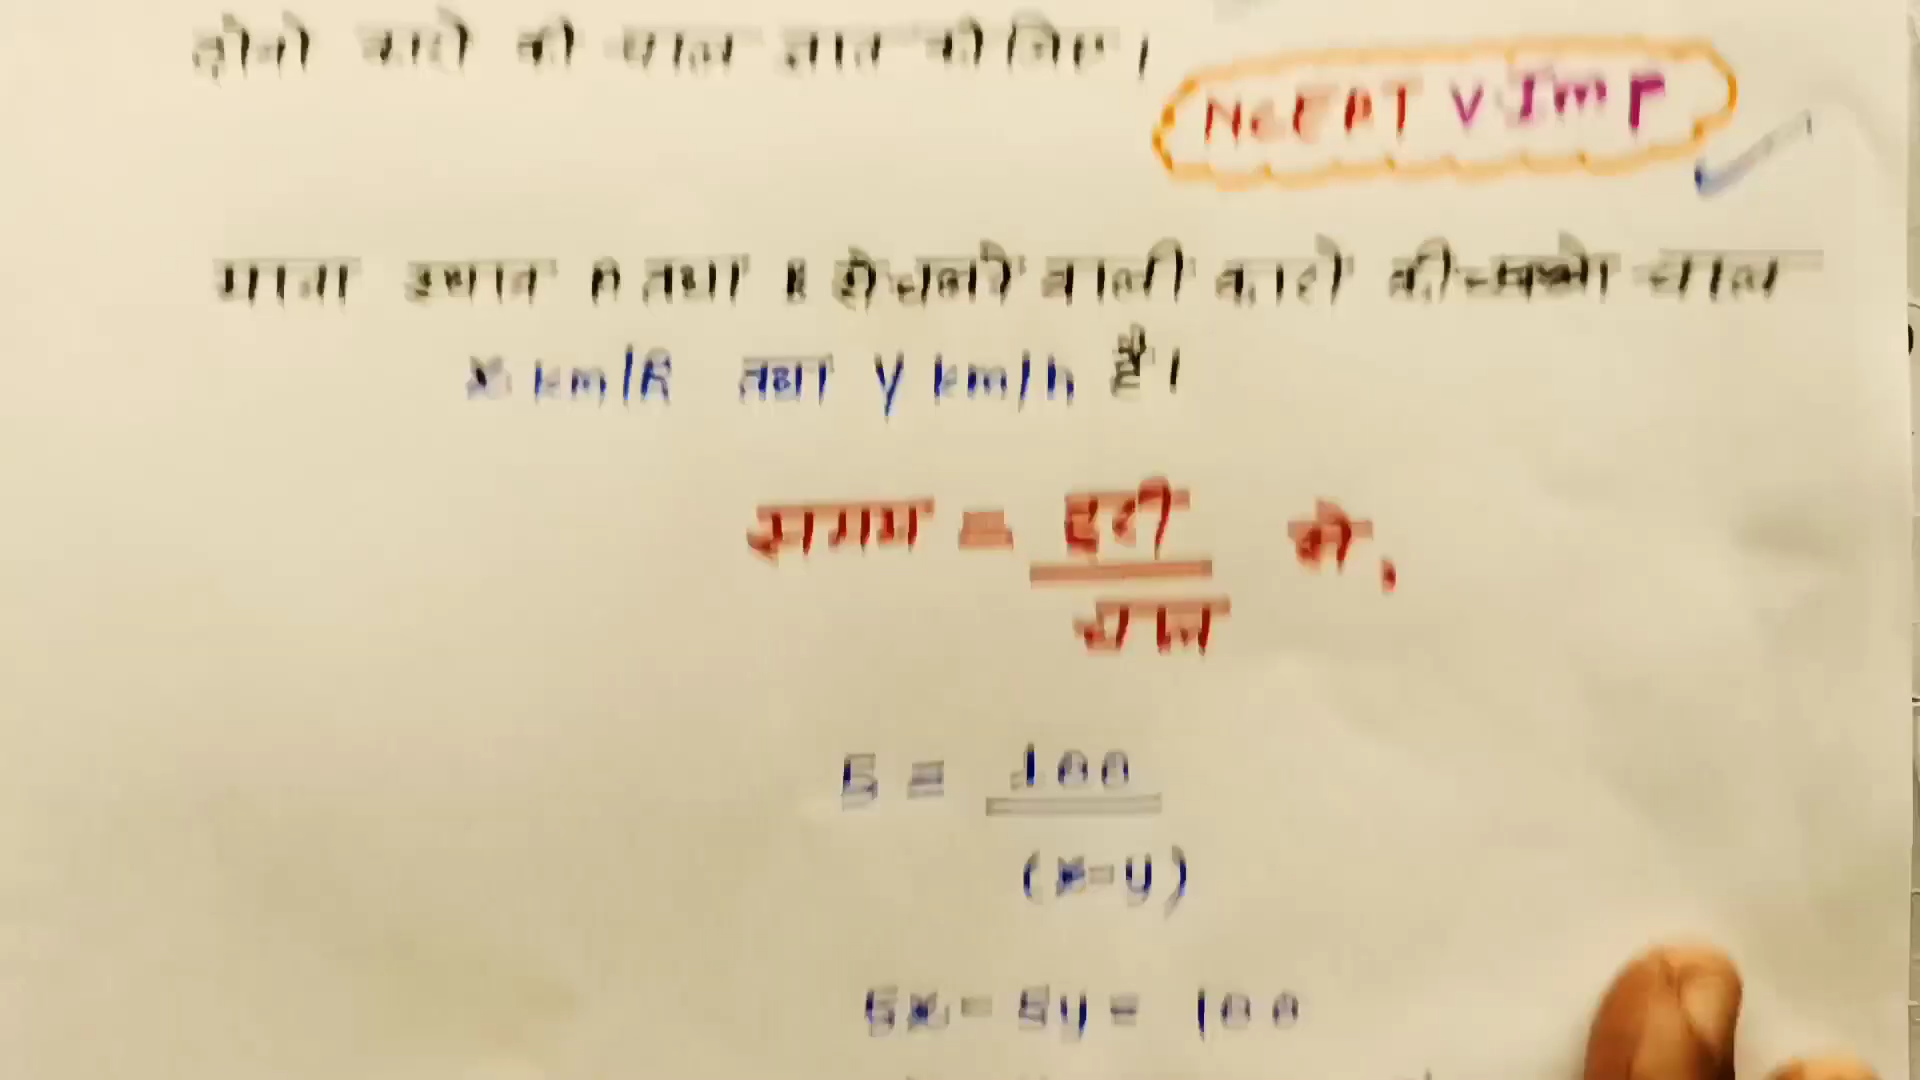 दोनो कारो की चाल ज्ञात कीजिए।
NCERT V Imp
माना स्थान A तथा B से चलने वाली कारो की चाल
x km/h तथा y km/h है।
समय = दूरी / चाल से,
5 = 100 / (x-y)
5x - 5y = 100